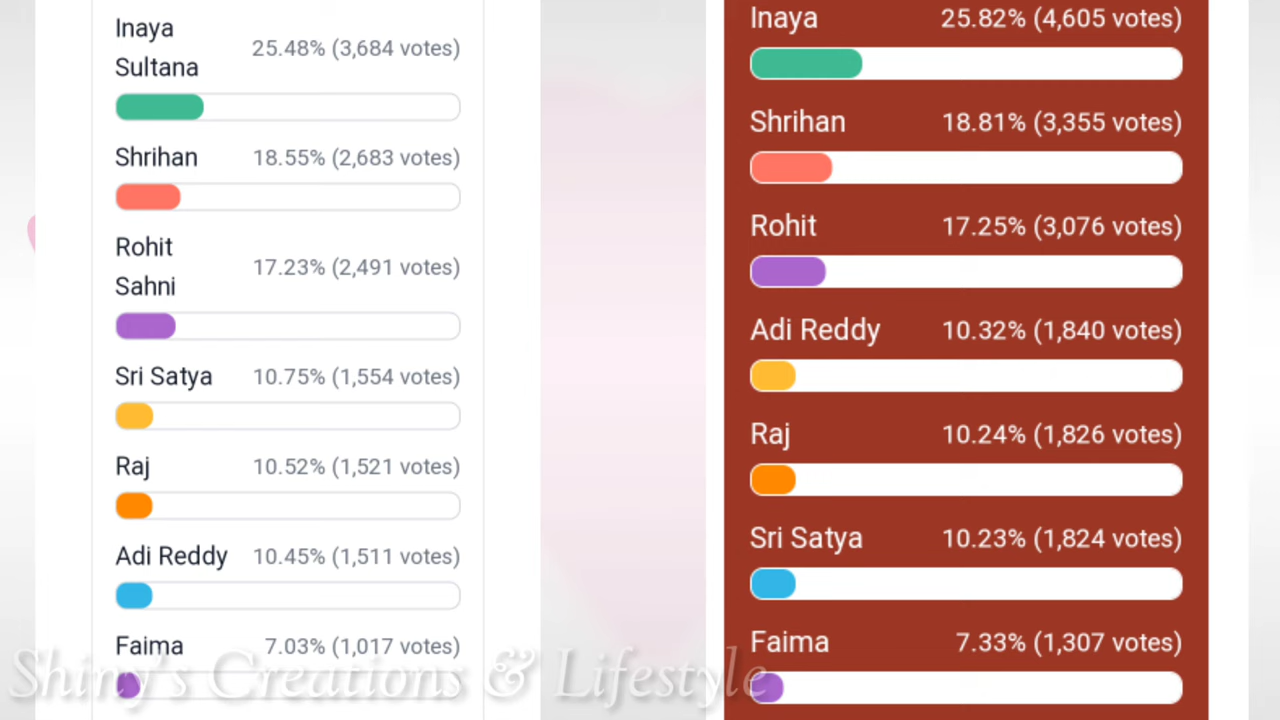 Inaya
Sultana
25.48% (3,684 votes)
Shrihan 18.55% (2,683 votes)
Rohit
Sahni
17.23% (2,491 votes)
Sri Satya 10.75% (1,554 votes)
Raj 10.52% (1,521 votes)
Adi Reddy 10.45% (1,511 votes)
Faima 7.03% (1,017 votes)
Inaya 25.82% (4,605 votes)
Shrihan 18.81% (3,355 votes)
Rohit 17.25% (3,076 votes)
Adi Reddy 10.32% (1,840 votes)
Raj 10.24% (1,826 votes)
Sri Satya 10.23% (1,824 votes)
Faima 7.33% (1,307 votes)
Shiny's Creations & Lifestyle